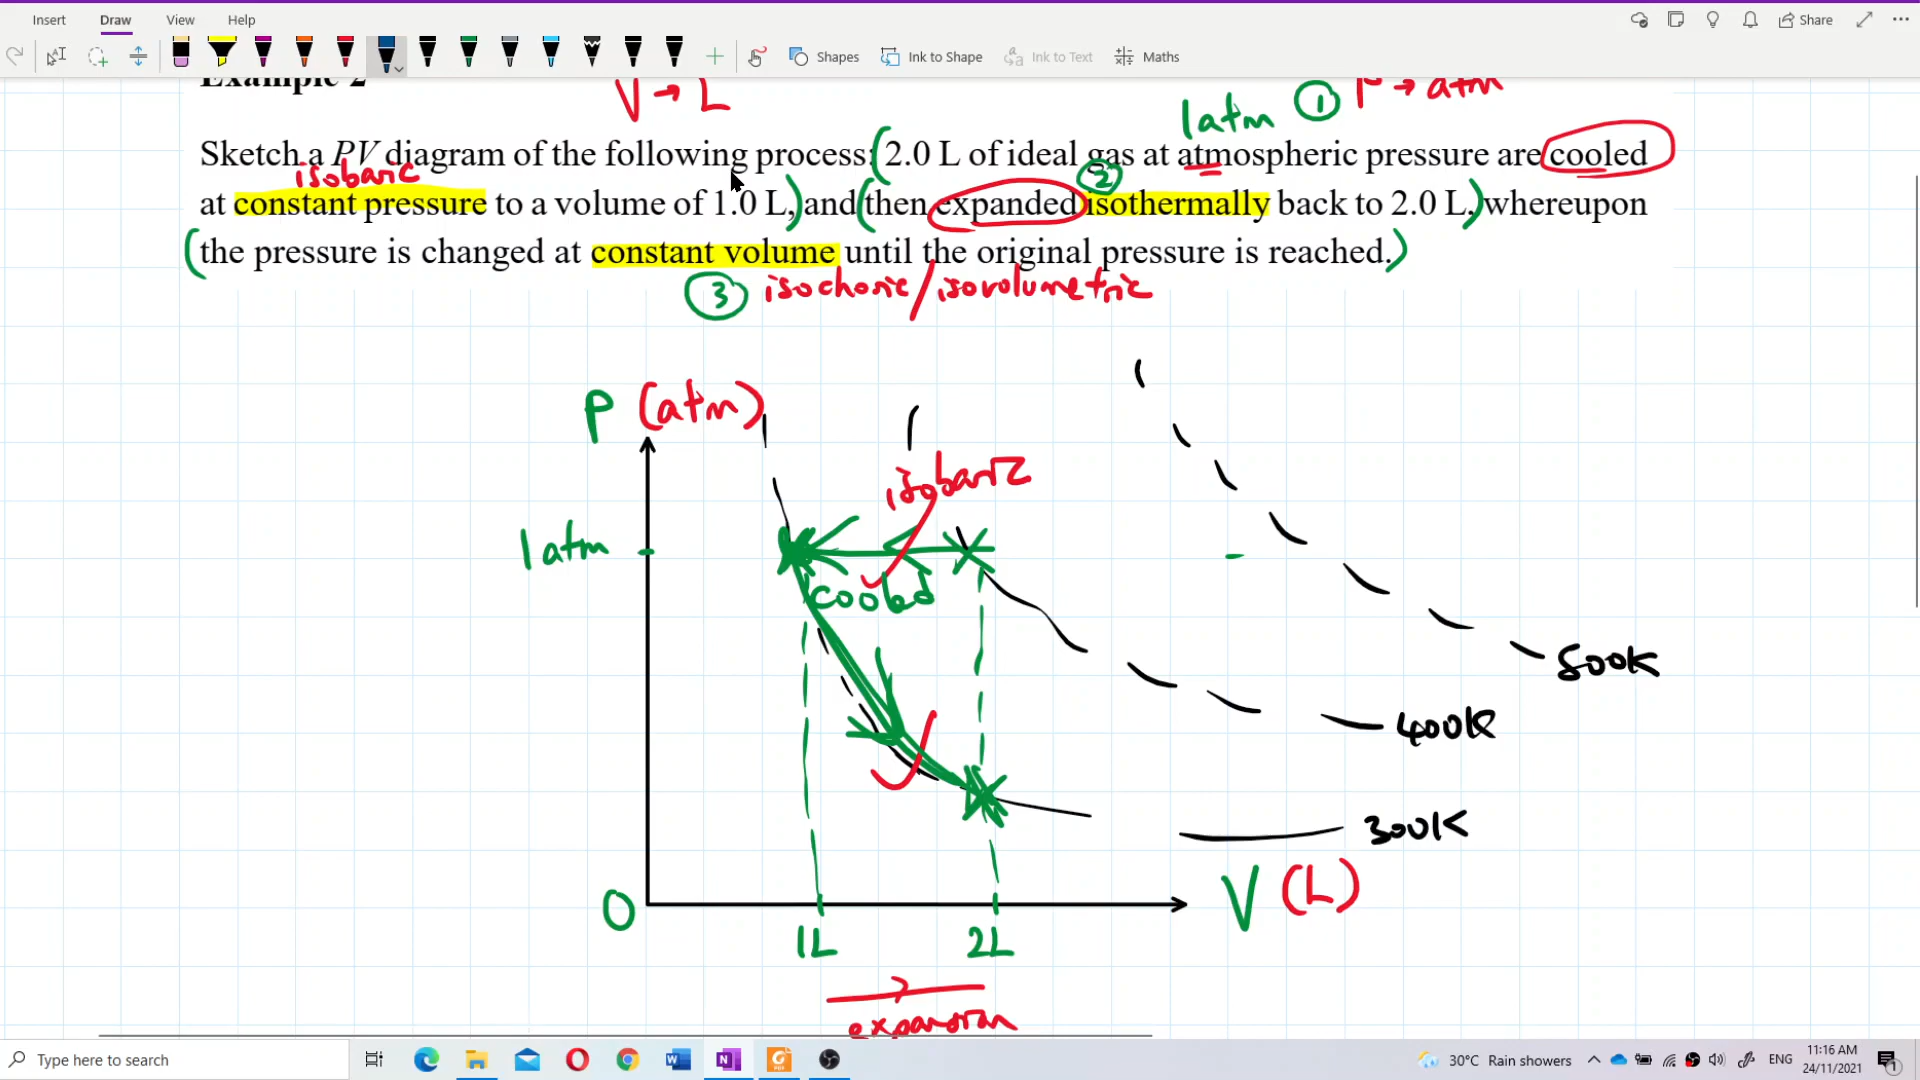 Insert Draw View Help
Share
Shapes Ink to Shape Ink to Text Maths
Example 2
V → L
1atm ① P → atm
Sketch a PV diagram of the following process: (2.0 L of ideal gas at atmospheric pressure are cooled
isobaric ②
at constant pressure to a volume of 1.0 L,) and (then expanded isothermally back to 2.0 L,) whereupon
(the pressure is changed at constant volume until the original pressure is reached.)
③ isochoric/isovolumetric
P (atm)
isobaric
1atm
cooled
500K
400K
300K
V (L)
O
1L 2L
expansion
Type here to search
30°C Rain showers
ENG
11:16 AM
24/11/2021
1